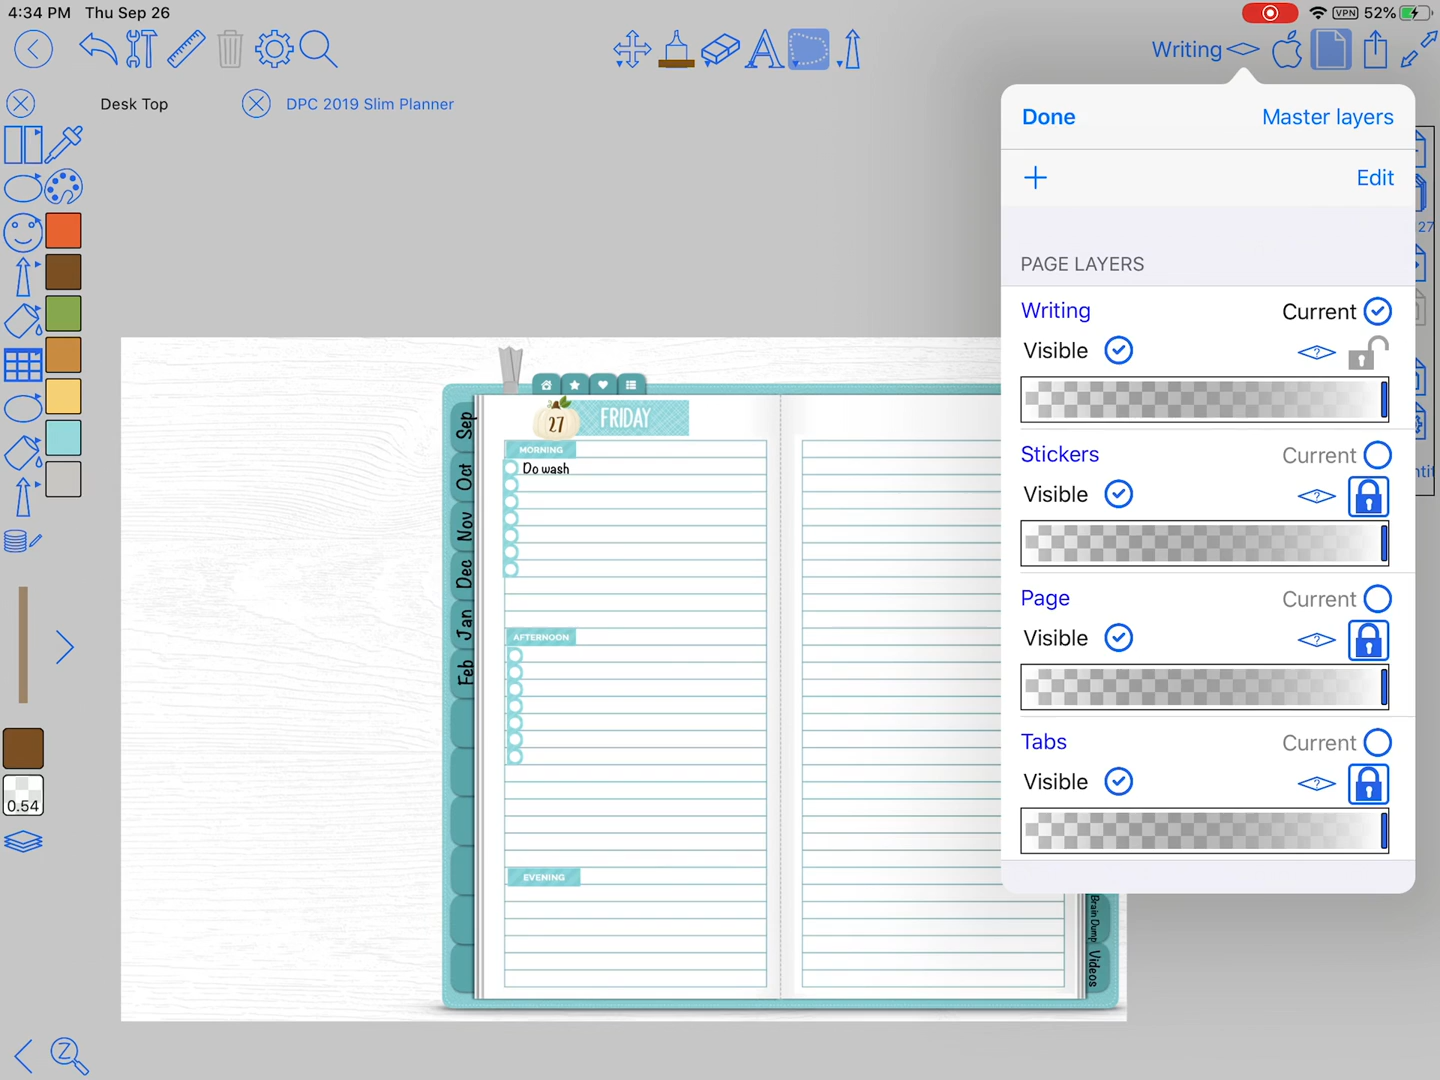 4:34 PM Thu Sep 26
VPN 52%
Writing
Desk Top
DPC 2019 Slim Planner
Done
Master layers
Edit
PAGE LAYERS
Writing
Current
Visible
?
Stickers
Current
Visible
?
Page
Current
Visible
?
Tabs
Current
Visible
?
27
0.54
Z
27 FRIDAY
MORNING
Do wash
AFTERNOON
EVENING
Sep
Oct
Nov
Dec
Jan
Feb
Brain Dump
Videos